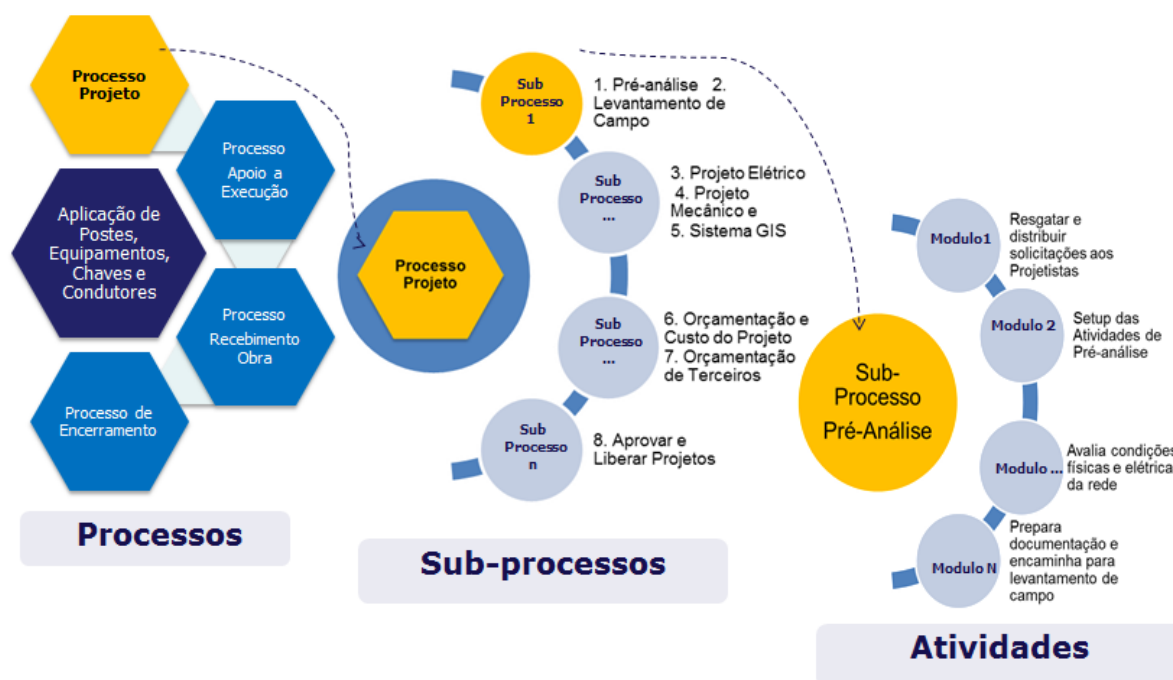 Processo
Projeto
Processo
Apoio a
Execução
Aplicação de
Postes,
Equipamentos,
Chaves e
Condutores
Processo
Recebimento
Obra
Processo de
Encerramento
Processos
Processo
Projeto
Sub
Processo
1
1. Pré-análise 2.
Levantamento de
Campo
Sub
Processo
...
3. Projeto Elétrico
4. Projeto
Mecânico e
5. Sistema GIS
Sub
Processo
...
6. Orçamentação e
Custo do Projeto
7. Orçamentação
de Terceiros
Sub
Processo
n
8. Aprovar e
Liberar Projetos
Sub-processos
Sub-
Processo
Pré-Análise
Modulo1
Resgatar e
distribuir
solicitações aos
Projetistas
Modulo 2
Setup das
Atividades de
Pré-análise
Modulo ...
Avalia condições
físicas e elétrica
da rede
Modulo N
Prepara
documentação e
encaminha para
levantamento de
campo
Atividades